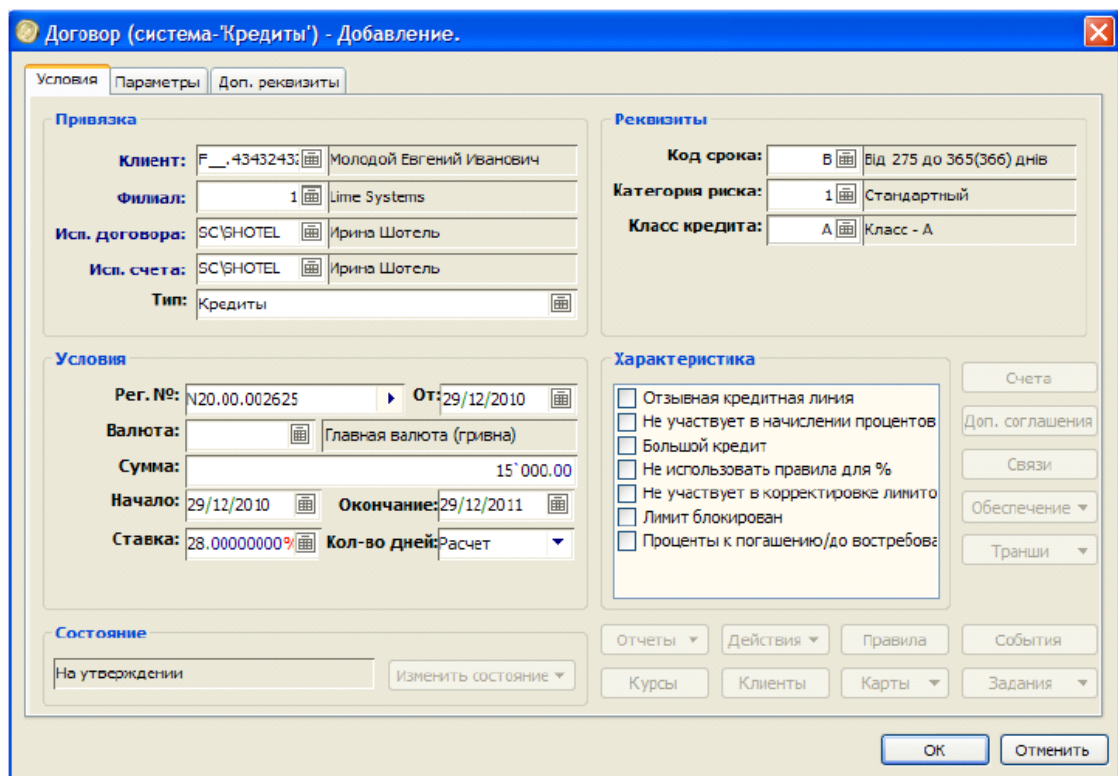 Договор (система-'Кредиты') - Добавление.
Условия Параметры Доп. реквизиты
Привязка
Клиент: F__.43432432 Молодой Евгений Иванович
Филиал: 1 Lime Systems
Исп. договора: SC\SHOTEL Ирина Шотель
Исп. счета: SC\SHOTEL Ирина Шотель
Тип: Кредиты
Реквизиты
Код срока: B Від 275 до 365(366) днів
Категория риска: 1 Стандартный
Класс кредита: A Класс - А
Условия
Рег. №: N20.00.002625 От: 29/12/2010
Валюта: Главная валюта (гривна)
Сумма: 15`000.00
Начало: 29/12/2010 Окончание: 29/12/2011
Ставка: 28.00000000% Кол-во дней: Расчет
Характеристика
Отзывная кредитная линия
Не участвует в начислении процентов
Большой кредит
Не использовать правила для %
Не участвует в корректировке лимито
Лимит блокирован
Проценты к погашению/до востребова
Счета
Доп. соглашения
Связи
Обеспечение
Транши
Состояние
На утверждении Изменить состояние
Отчеты Действия Правила События
Курсы Клиенты Карты Задания
ОК Отменить